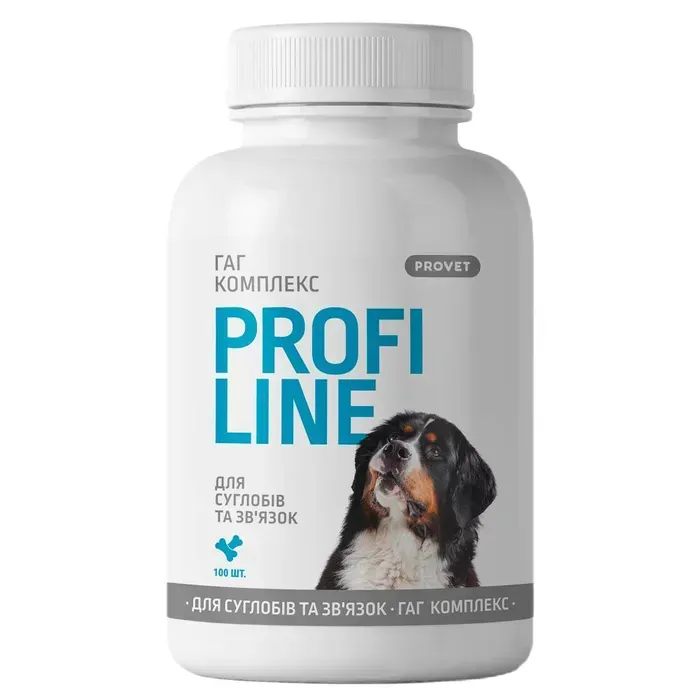 ГАГ
КОМПЛЕКС
PROVET
PROFI
LINE
ДЛЯ
СУГЛОБІВ
ТА ЗВ'ЯЗОК
100 ШТ.
· ДЛЯ СУГЛОБІВ ТА ЗВ'ЯЗОК · ГАГ КОМПЛЕКС ·